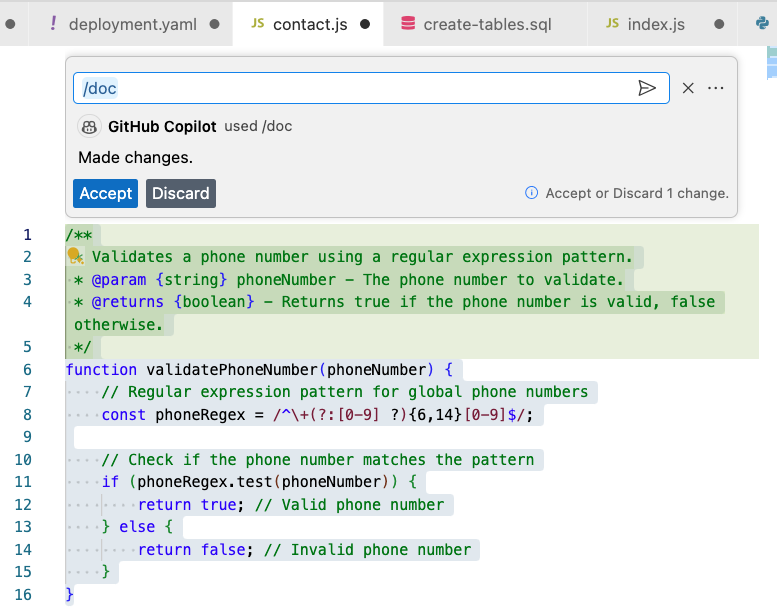 ! deployment.yaml ●
JS contact.js ●
create-tables.sql
JS index.js ●
/doc
GitHub Copilot used /doc
Made changes.
Accept Discard
Accept or Discard 1 change.
1 /**
2 * Validates a phone number using a regular expression pattern.
3 * @param {string} phoneNumber - The phone number to validate.
4 * @returns {boolean} - Returns true if the phone number is valid, false
otherwise.
5 */
6 function validatePhoneNumber(phoneNumber) {
7 // Regular expression pattern for global phone numbers
8 const phoneRegex = /^\+(?:[0-9] ?){6,14}[0-9]$/;
9
10 // Check if the phone number matches the pattern
11 if (phoneRegex.test(phoneNumber)) {
12 return true; // Valid phone number
13 } else {
14 return false; // Invalid phone number
15 }
16 }